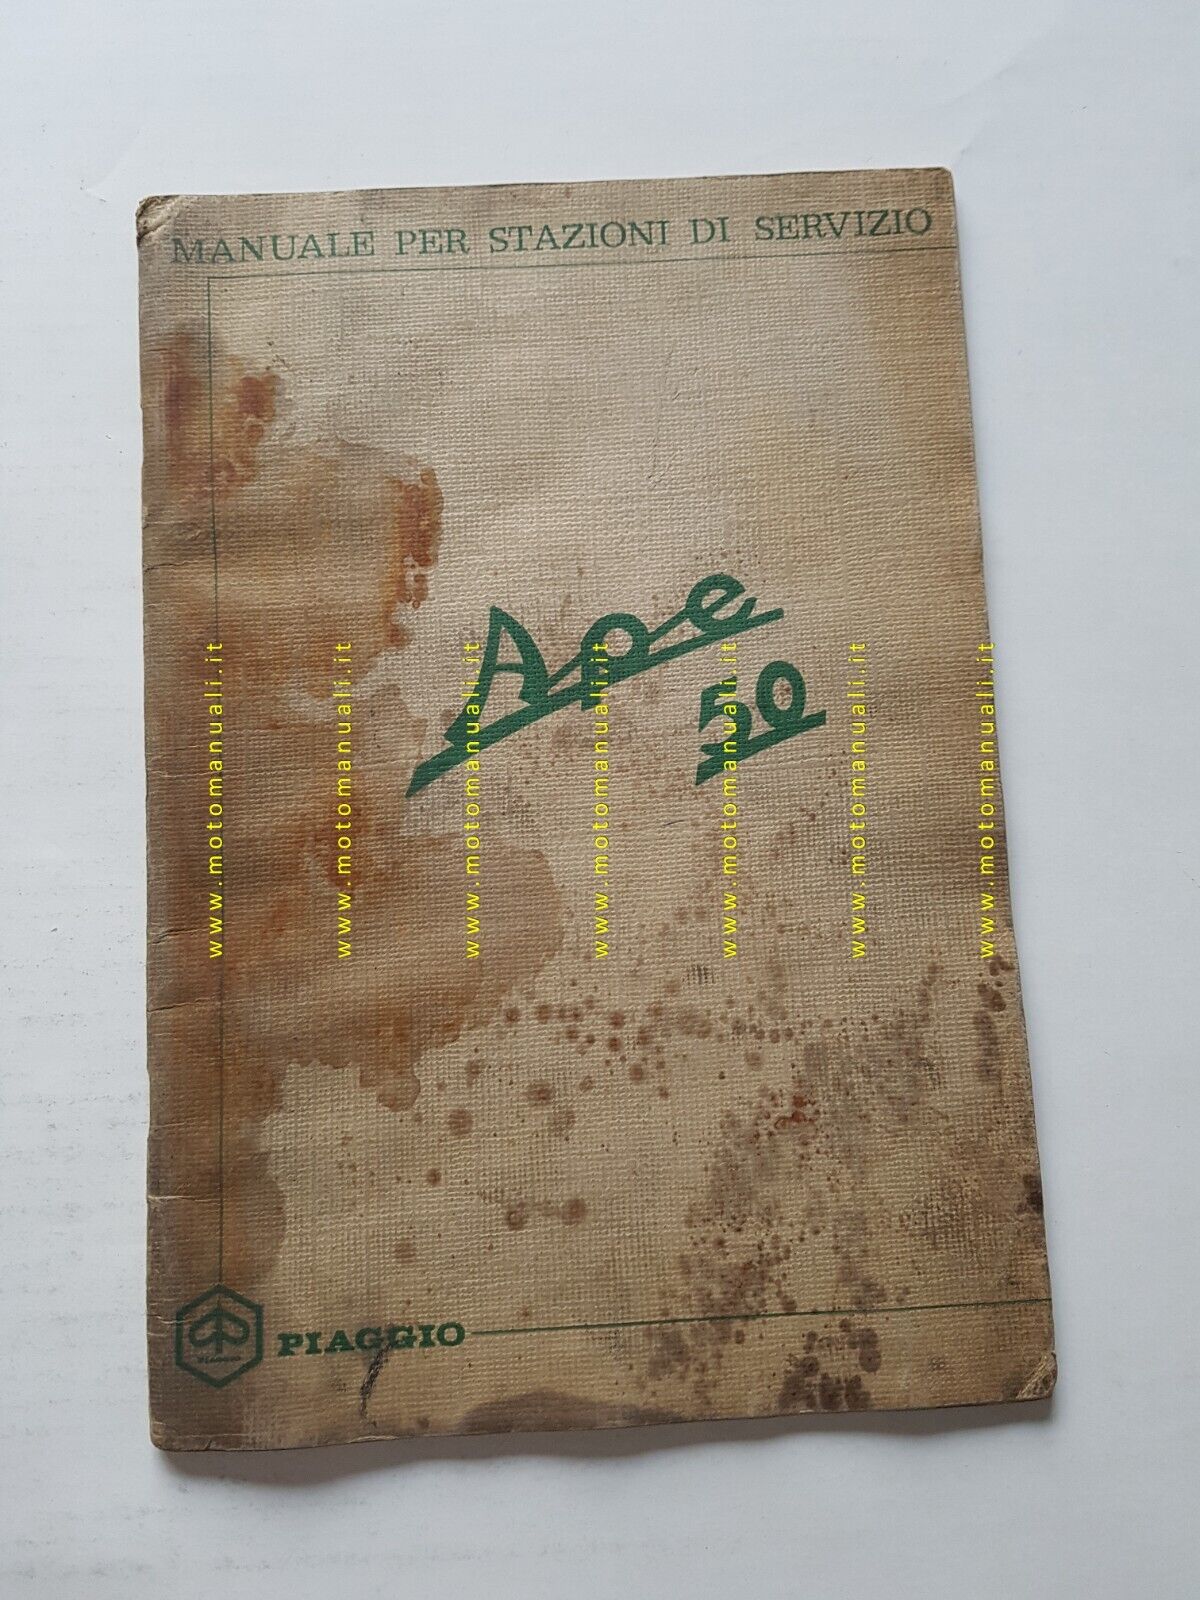 MANUALE PER STAZIONI DI SERVIZIO
Ape
50
www.motomanuali.it www.motomanuali.it www.motomanuali.it www.motomanuali.it www.motomanuali.it www.motomanuali.it www.motomanuali.it
PIAGGIO
PIAGGIO